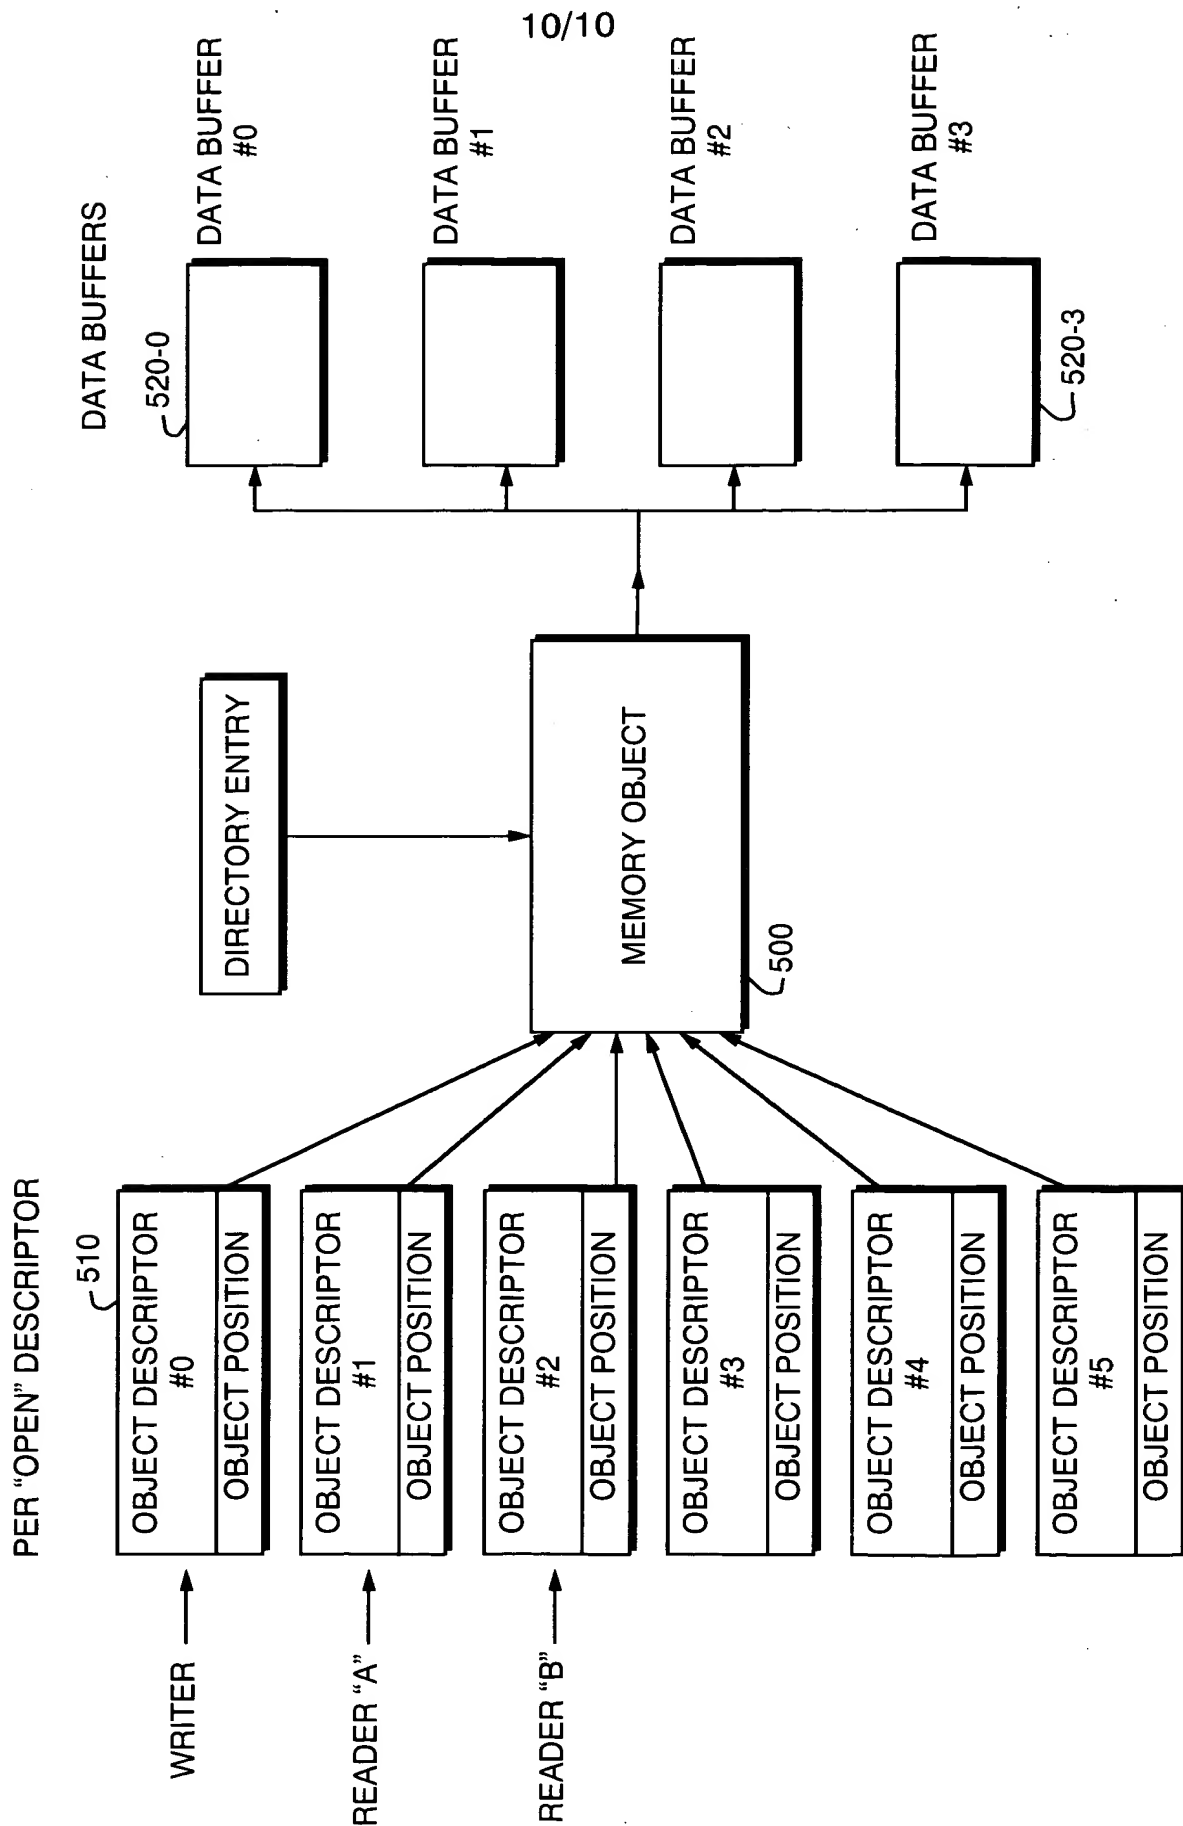 10/10
PER “OPEN” DESCRIPTOR
510
WRITER
OBJECT DESCRIPTOR
#0
OBJECT POSITION
READER “A”
OBJECT DESCRIPTOR
#1
OBJECT POSITION
READER “B”
OBJECT DESCRIPTOR
#2
OBJECT POSITION
OBJECT DESCRIPTOR
#3
OBJECT POSITION
OBJECT DESCRIPTOR
#4
OBJECT POSITION
OBJECT DESCRIPTOR
#5
OBJECT POSITION
DIRECTORY ENTRY
MEMORY OBJECT
500
DATA BUFFERS
520-0
DATA BUFFER
#0
DATA BUFFER
#1
DATA BUFFER
#2
DATA BUFFER
#3
520-3